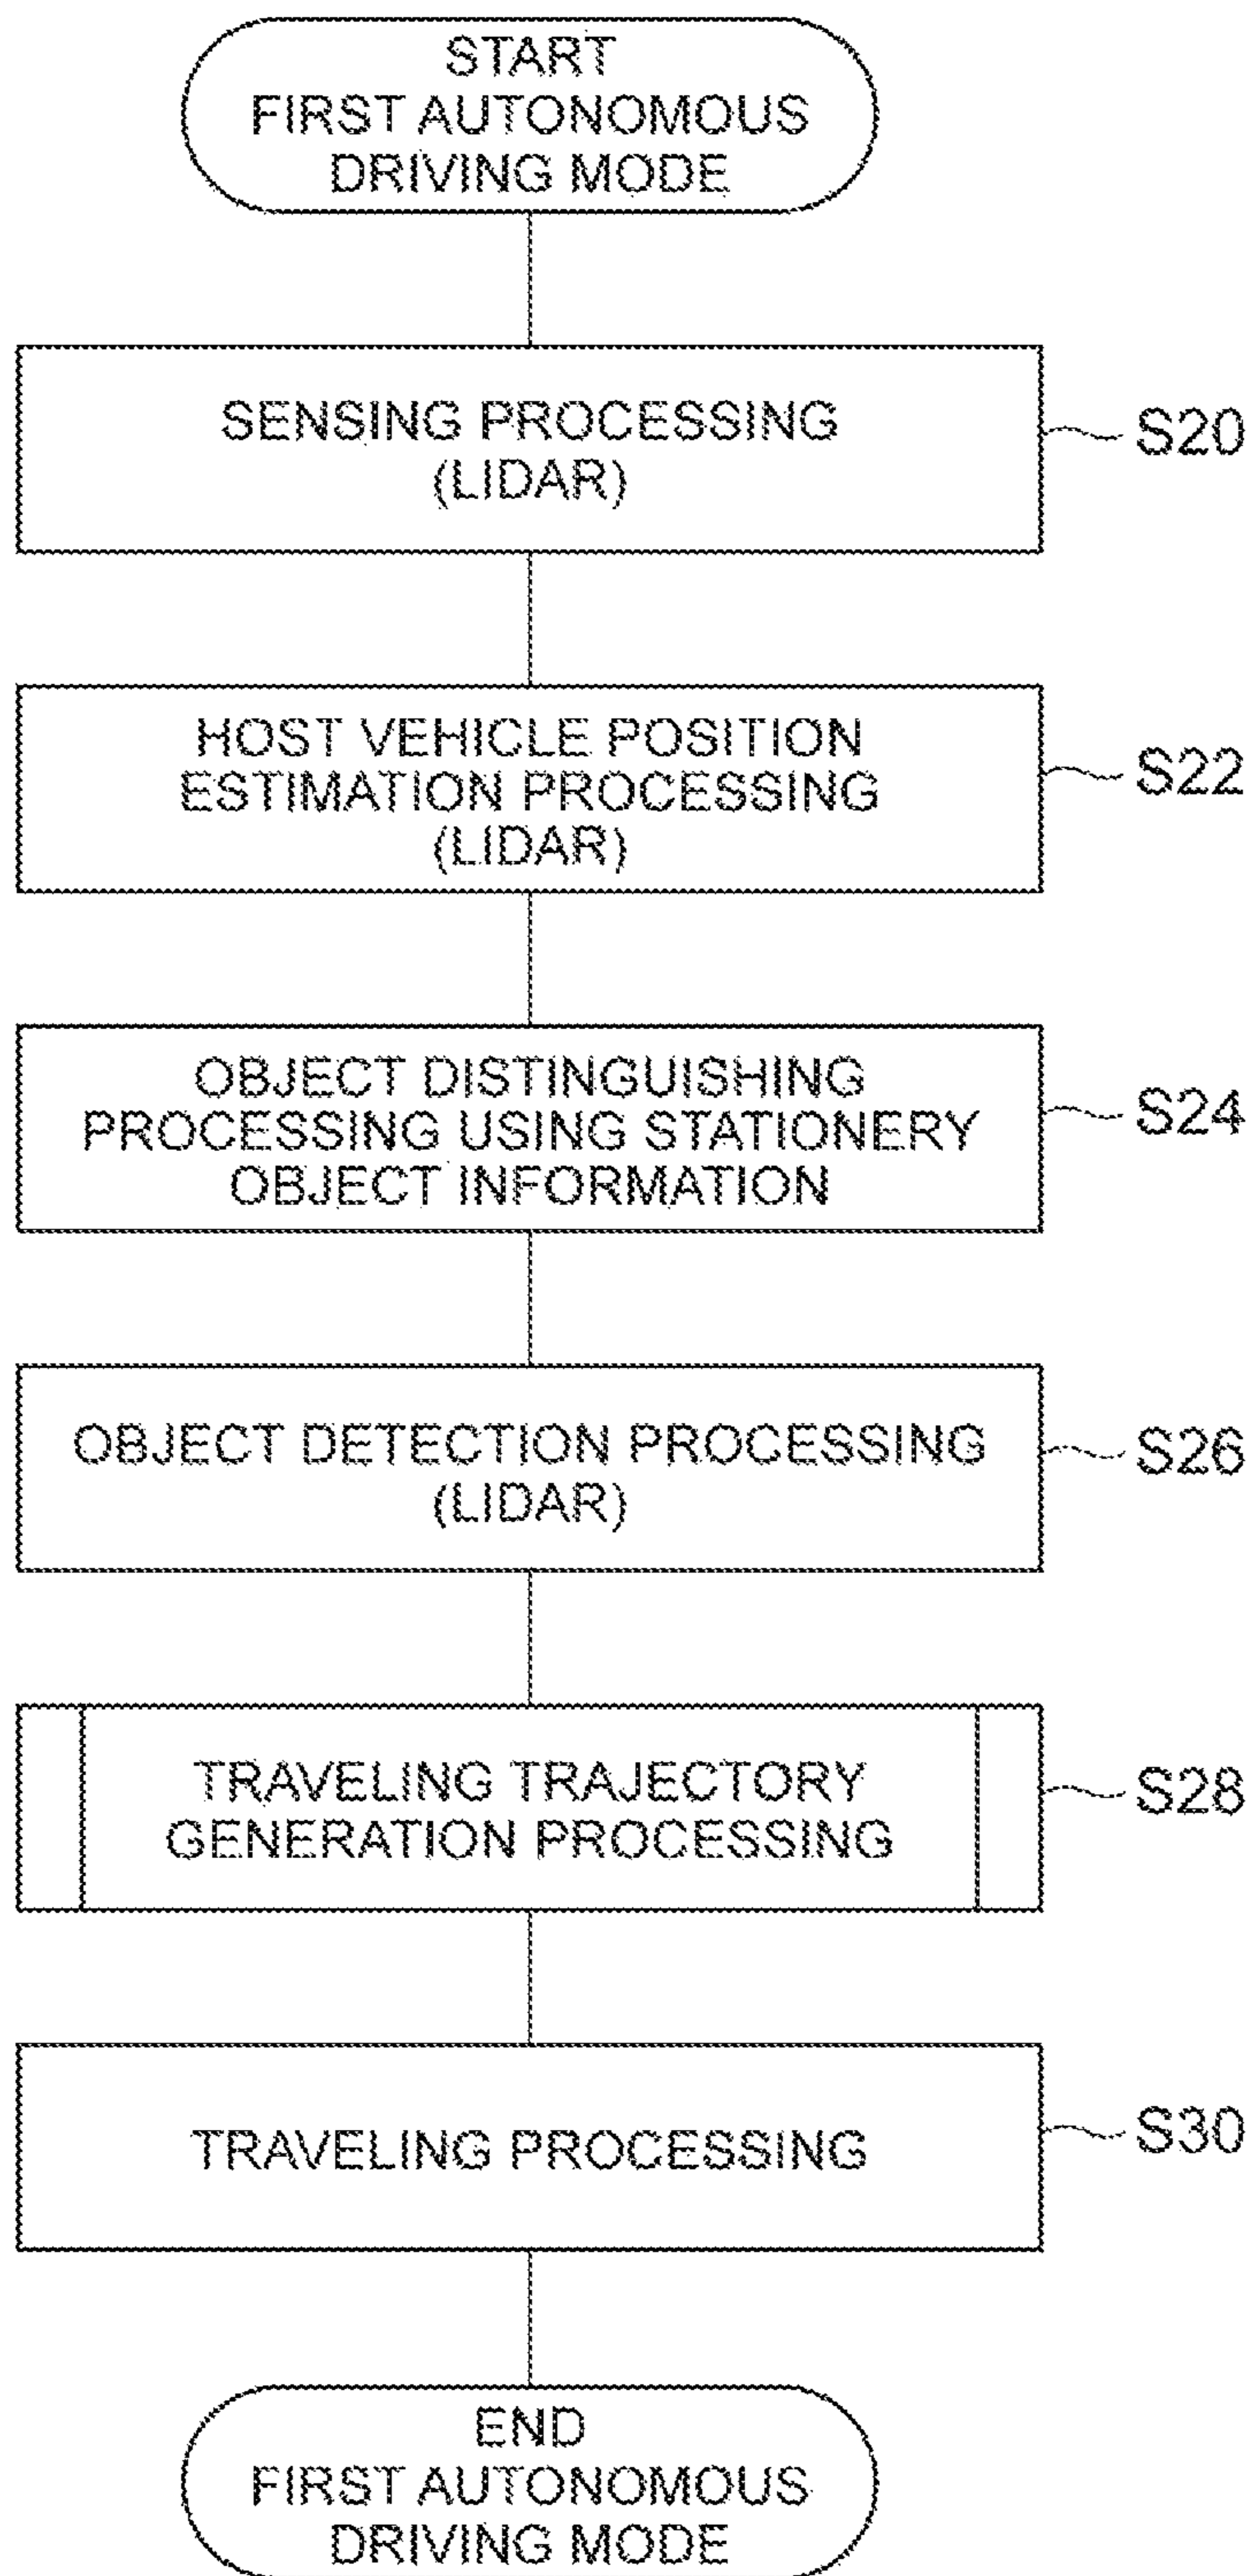 START
FIRST AUTONOMOUS
DRIVING MODE
SENSING PROCESSING
(LIDAR)
S20
HOST VEHICLE POSITION
ESTIMATION PROCESSING
(LIDAR)
S22
OBJECT DISTINGUISHING
PROCESSING USING STATIONERY
OBJECT INFORMATION
S24
OBJECT DETECTION PROCESSING
(LIDAR)
S26
TRAVELING TRAJECTORY
GENERATION PROCESSING
S28
TRAVELING PROCESSING
S30
END
FIRST AUTONOMOUS
DRIVING MODE